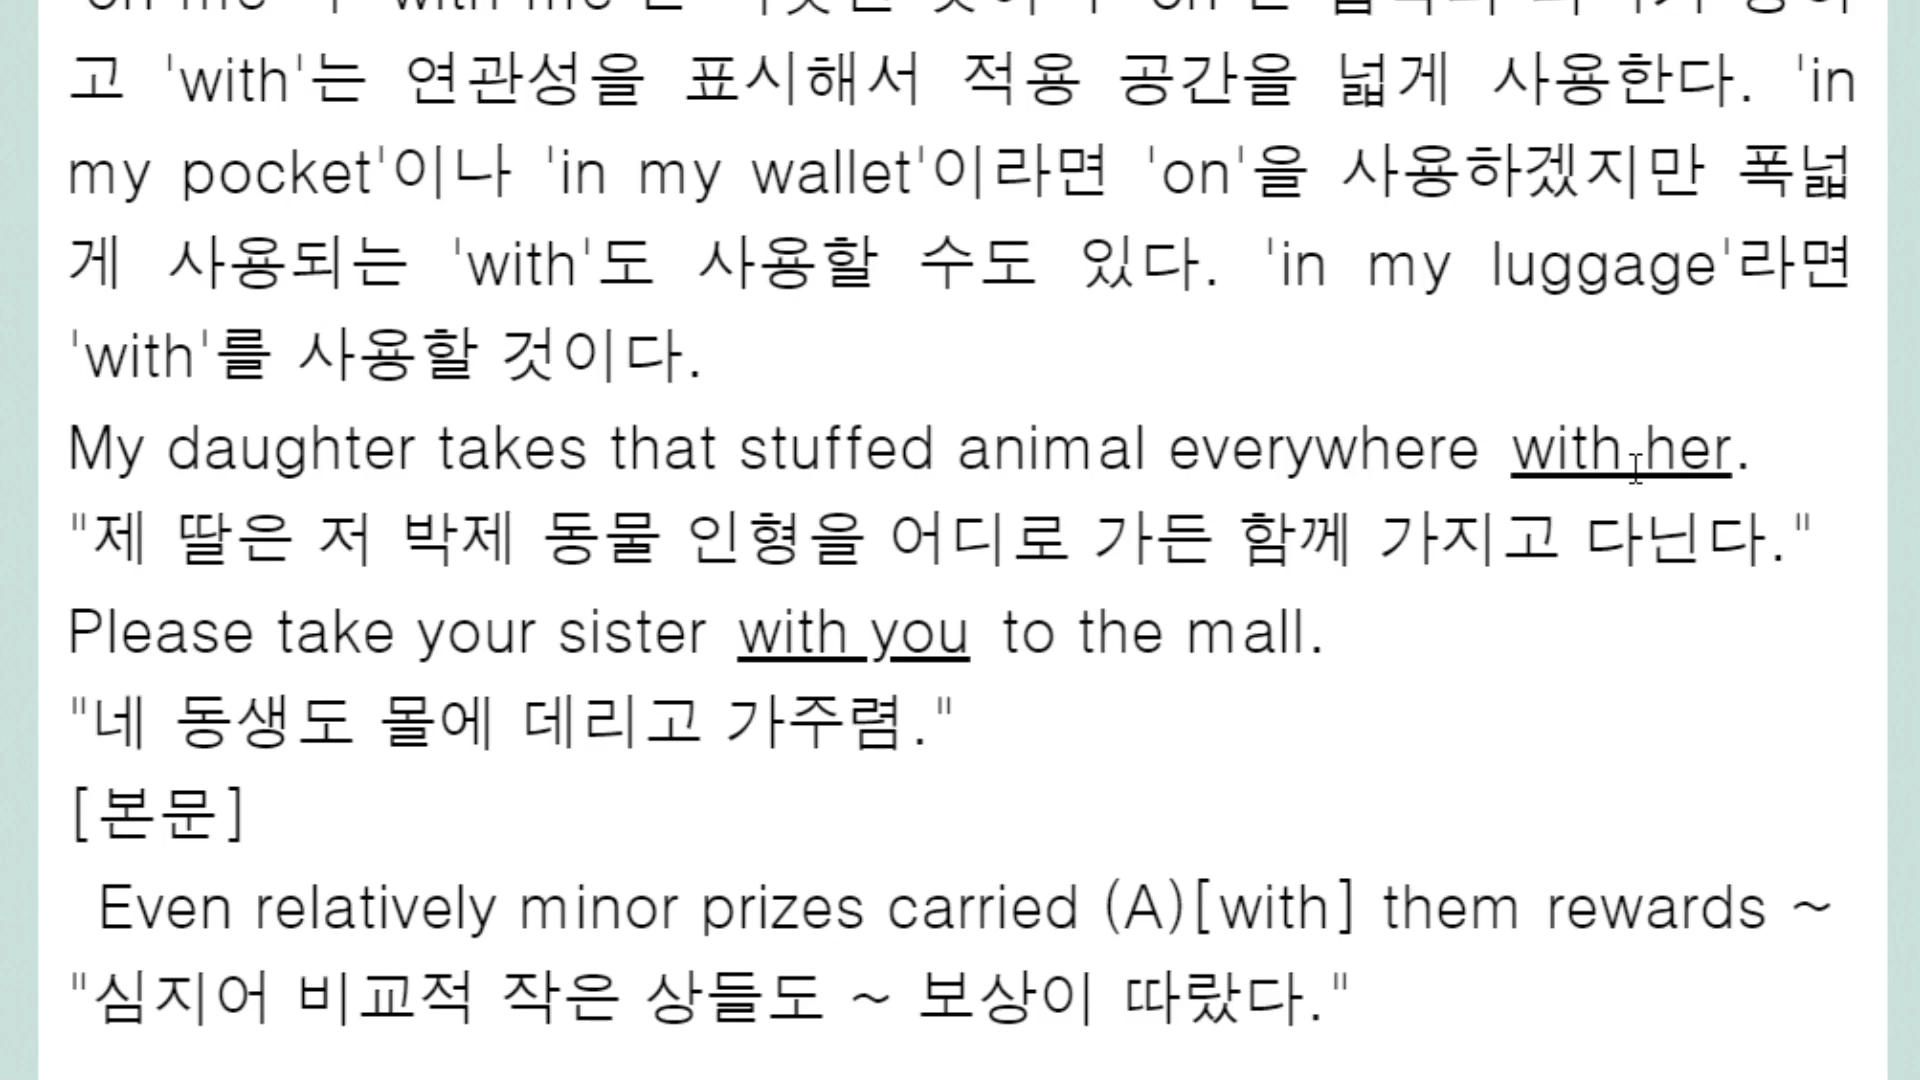 고 'with'는 연관성을 표시해서 적용 공간을 넓게 사용한다. 'in
my pocket'이나 'in my wallet'이라면 'on'을 사용하겠지만 폭넓
게 사용되는 'with'도 사용할 수도 있다. 'in my luggage'라면
'with'를 사용할 것이다.
My daughter takes that stuffed animal everywhere with her.
"제 딸은 저 박제 동물 인형을 어디로 가든 함께 가지고 다닌다."
Please take your sister with you to the mall.
"네 동생도 몰에 데리고 가주렴."
[본문]
Even relatively minor prizes carried (A)[with] them rewards ~
"심지어 비교적 작은 상들도 ~ 보상이 따랐다."